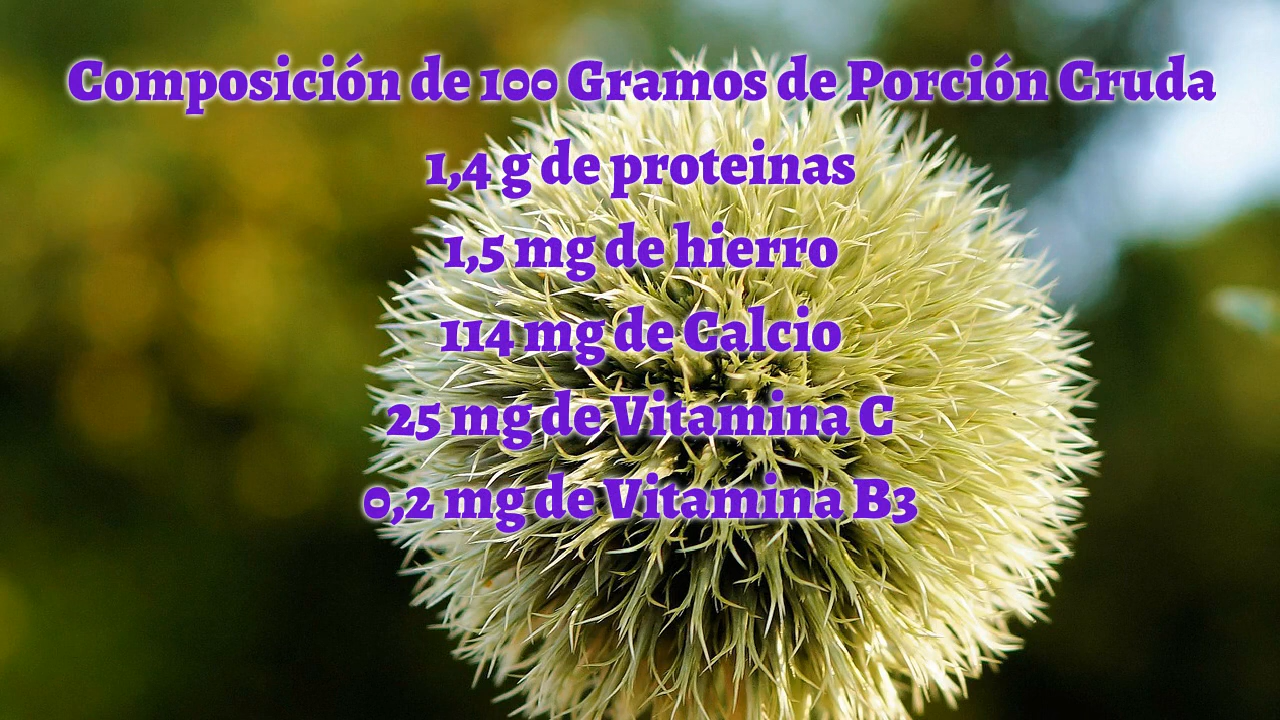 Composición de 100 Gramos de Porción Cruda
1,4 g de proteinas
1,5 mg de hierro
114 mg de Calcio
25 mg de Vitamina C
0,2 mg de Vitamina B3